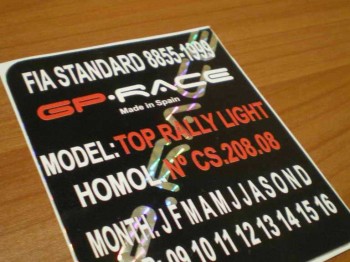 FIA STANDARD 8855-1999
GP·RACE
Made in Spain
MODEL: TOP RALLY LIGHT
HOMOL. Nº CS.208.08
MONTH: J F M A M J J A S O N D
09 10 11 12 13 14 15 16